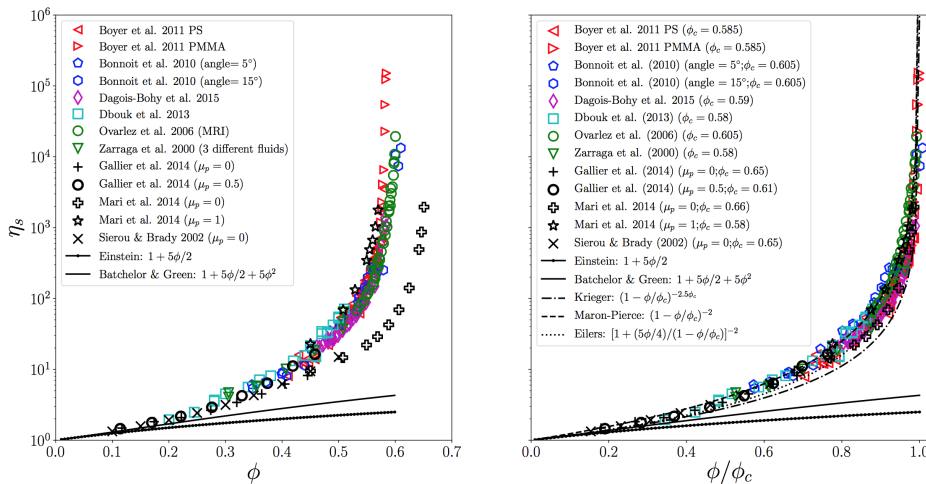 10^6
10^5
10^4
10^3
10^2
10^1
10^0
η_s
Boyer et al. 2011 PS
Boyer et al. 2011 PMMA
Bonnoit et al. 2010 (angle= 5°)
Bonnoit et al. 2010 (angle= 15°)
Dagois-Bohy et al. 2015
Dbouk et al. 2013
Ovarlez et al. 2006 (MRI)
Zarraga et al. 2000 (3 different fluids)
Gallier et al. 2014 (μ_p=0)
Gallier et al. 2014 (μ_p=0.5)
Mari et al. 2014 (μ_p=0)
Mari et al. 2014 (μ_p=1)
Sierou & Brady 2002 (μ_p=0)
Einstein: 1+5ϕ/2
Batchelor & Green: 1+5ϕ/2+5ϕ²
0.0 0.1 0.2 0.3 0.4 0.5 0.6 0.7
ϕ
Boyer et al. 2011 PS (ϕ_c=0.585)
Boyer et al. 2011 PMMA (ϕ_c=0.585)
Bonnoit et al. (2010) (angle = 5°;ϕ_c=0.605)
Bonnoit et al. (2010) (angle = 15°;ϕ_c=0.605)
Dagois-Bohy et al. 2015 (ϕ_c=0.59)
Dbouk et al. (2013) (ϕ_c=0.58)
Ovarlez et al. (2006) (ϕ_c=0.605)
Zarraga et al. (2000) (ϕ_c=0.58)
Gallier et al. (2014) (μ_p=0;ϕ_c=0.65)
Gallier et al. (2014) (μ_p=0.5;ϕ_c=0.61)
Mari et al. 2014 (μ_p=0;ϕ_c=0.66)
Mari et al. 2014 (μ_p=1;ϕ_c=0.58)
Sierou & Brady (2002) (μ_p=0;ϕ_c=0.65)
Einstein: 1+5ϕ/2
Batchelor & Green: 1+5ϕ/2+5ϕ²
Krieger: (1−ϕ/ϕ_c)^{−2.5ϕ_c}
Maron-Pierce: (1−ϕ/ϕ_c)^{−2}
Eilers: [1+(5ϕ/4)/(1−ϕ/ϕ_c)]^{−2}
0.0 0.2 0.4 0.6 0.8 1.0
ϕ/ϕ_c